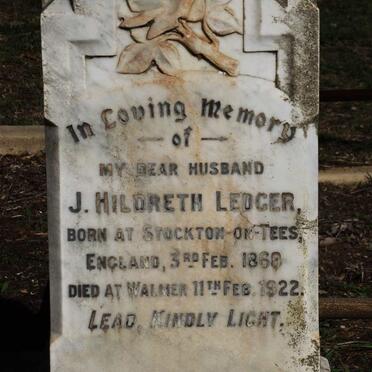 In Loving Memory
of
MY DEAR HUSBAND
J. HILDRETH LEDGER,
BORN AT STOCKTON-ON-TEES,
ENGLAND, 3RD FEB. 1860
DIED AT WALMER 11TH FEB. 1922.
LEAD, KINDLY LIGHT.